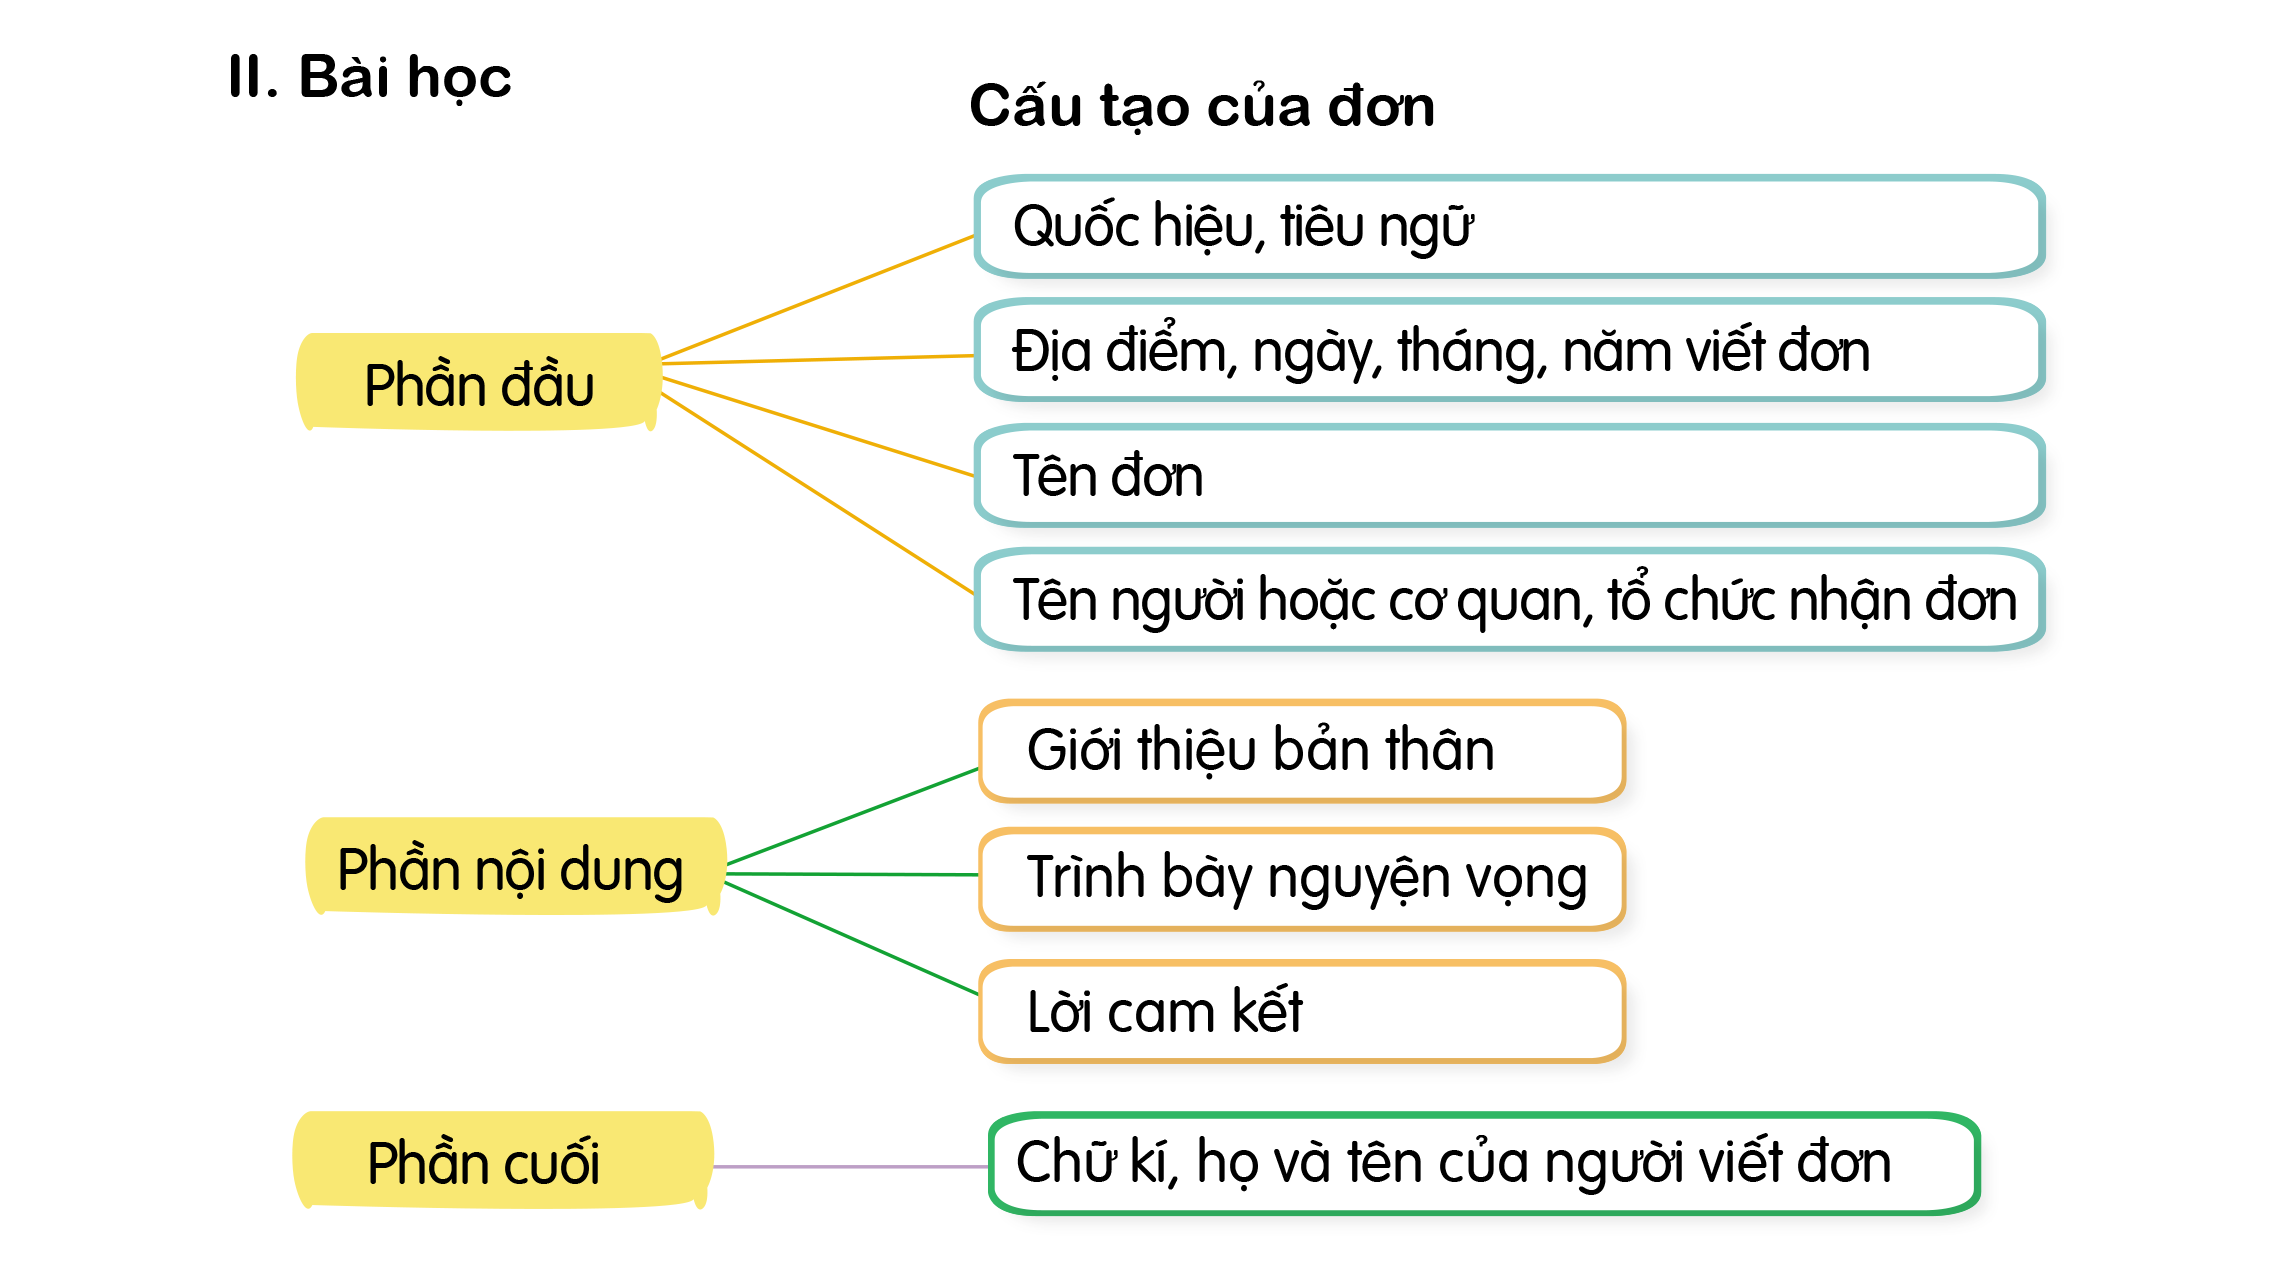 II. Bài học
Cấu tạo của đơn
Phần đầu
Quốc hiệu, tiêu ngữ
Địa điểm, ngày, tháng, năm viết đơn
Tên đơn
Tên người hoặc cơ quan, tổ chức nhận đơn
Phần nội dung
Giới thiệu bản thân
Trình bày nguyện vọng
Lời cam kết
Phần cuối
Chữ kí, họ và tên của người viết đơn